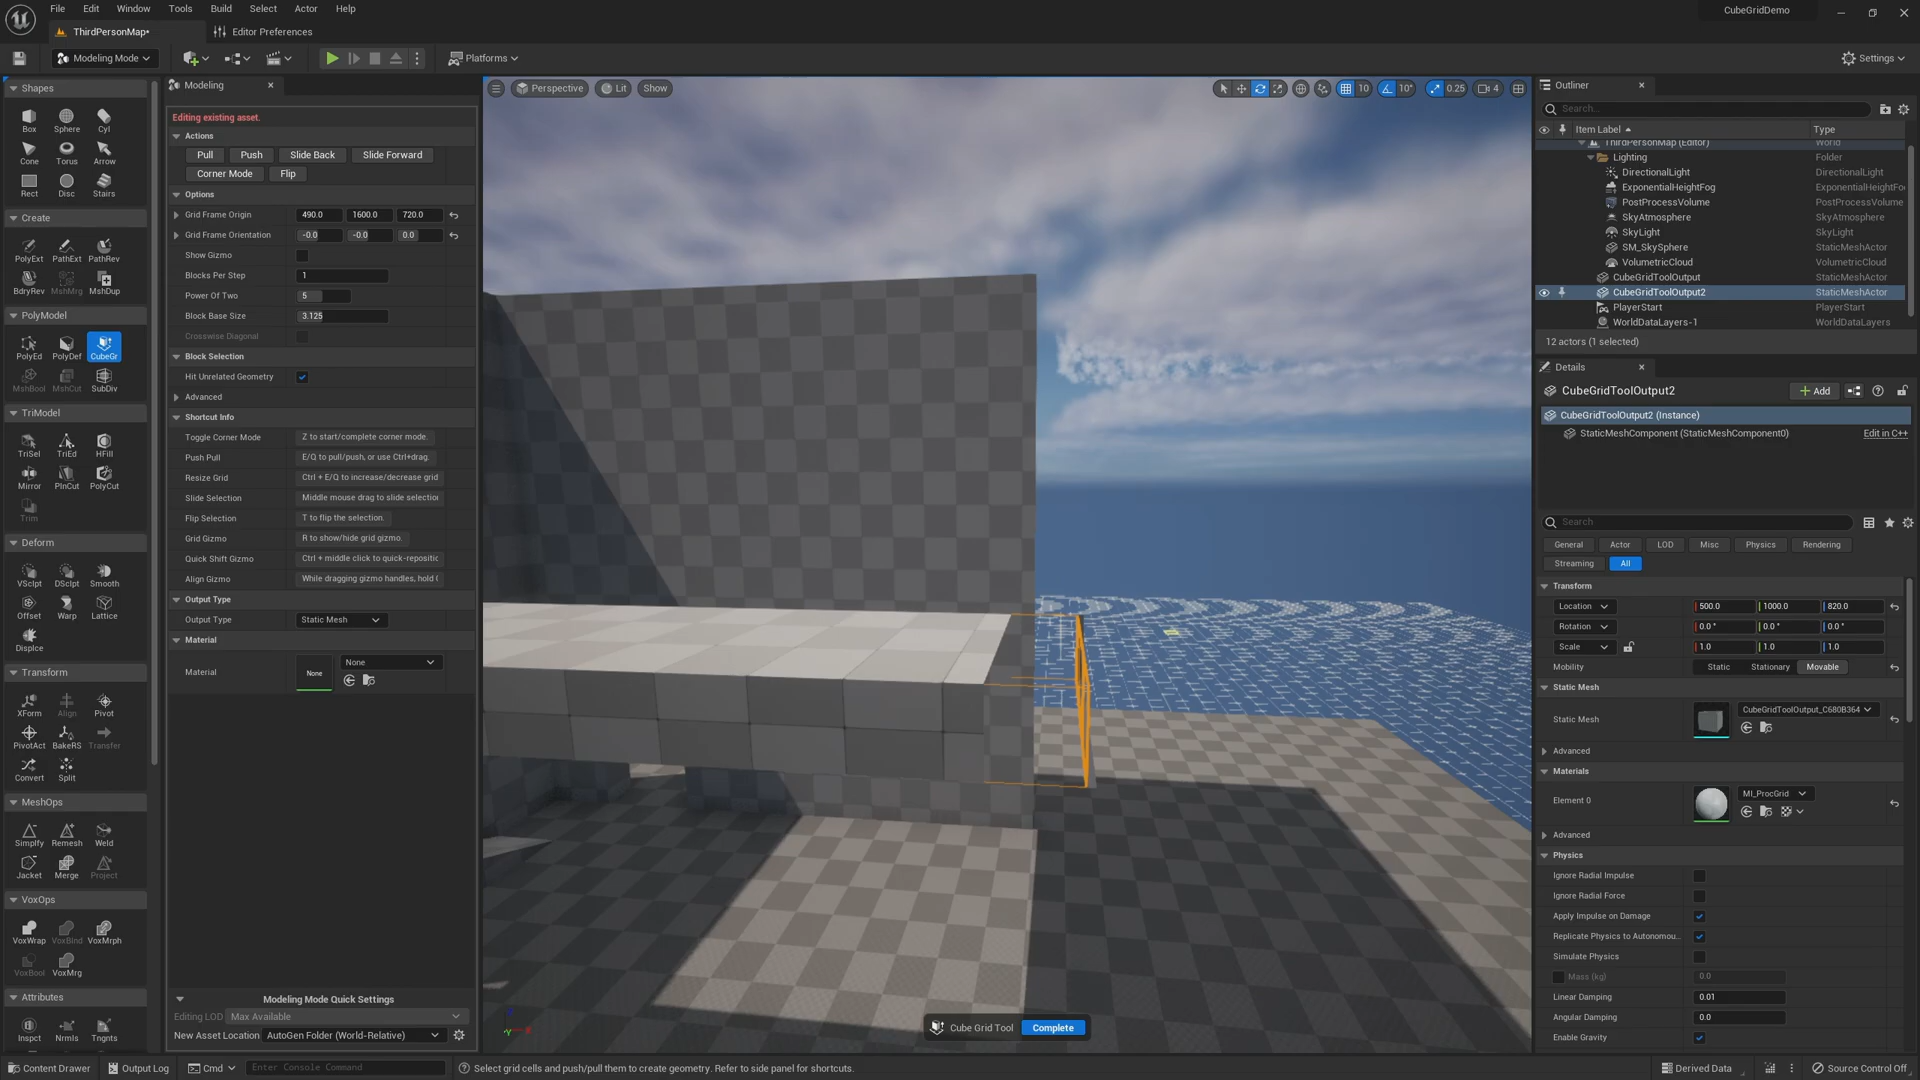 File Edit Window Tools Build Select Actor Help
CubeGridDemo
ThirdPersonMap•
Editor Preferences
Modeling Mode
Platforms
Settings
Shapes
Box Sphere Cyl
Cone Torus Arrow
Rect Disc Stairs
Create
PolyExt PathExt PathRev
BdryRev MshMrg MshDup
PolyModel
PolyEd PolyDef CubeGr
MshBool MshCut SubDiv
TriModel
TriSel TriEd HFill
Mirror PlnCut PolyCut
Trim
Deform
VSclpt DSclpt Smooth
Offset Warp Lattice
Displce
Transform
XForm Align Pivot
PivotAct BakeRS Transfer
Convert Split
MeshOps
Simplfy Remesh Weld
Jacket Merge Project
VoxOps
VoxWrap VoxBlnd VoxMrph
VoxBool VoxMrg
Attributes
Inspct Nrmls Tngnts
Modeling
Editing existing asset.
Actions
Pull Push Slide Back Slide Forward
Corner Mode Flip
Options
Grid Frame Origin 490.0 1600.0 720.0
Grid Frame Orientation -0.0 -0.0 0.0
Show Gizmo
Blocks Per Step 1
Power Of Two 5
Block Base Size 3.125
Crosswise Diagonal
Block Selection
Hit Unrelated Geometry
Advanced
Shortcut Info
Toggle Corner Mode Z to start/complete corner mode.
Push Pull E/Q to pull/push, or use Ctrl+drag.
Resize Grid Ctrl + E/Q to increase/decrease grid
Slide Selection Middle mouse drag to slide selection
Flip Selection T to flip the selection.
Grid Gizmo R to show/hide grid gizmo.
Quick Shift Gizmo Ctrl + middle click to quick-repositic
Align Gizmo While dragging gizmo handles, hold
Output Type
Output Type Static Mesh
Material
Material None None
Modeling Mode Quick Settings
Editing LOD Max Available
New Asset Location AutoGen Folder (World-Relative)
Perspective Lit Show
10 10° 0.25 4
Cube Grid Tool Complete
Outliner
Search...
Item Label Type
ThirdPersonMap (Editor) World
Lighting Folder
DirectionalLight DirectionalLight
ExponentialHeightFog ExponentialHeightFo
PostProcessVolume PostProcessVolume
SkyAtmosphere SkyAtmosphere
SkyLight SkyLight
SM_SkySphere StaticMeshActor
VolumetricCloud VolumetricCloud
CubeGridToolOutput StaticMeshActor
CubeGridToolOutput2 StaticMeshActor
PlayerStart PlayerStart
WorldDataLayers-1 WorldDataLayers
12 actors (1 selected)
Details
CubeGridToolOutput2 Add
CubeGridToolOutput2 (Instance)
StaticMeshComponent (StaticMeshComponent0) Edit in C++
Search
General Actor LOD Misc Physics Rendering
Streaming All
Transform
Location 500.0 1000.0 820.0
Rotation 0.0 ° 0.0 ° 0.0 °
Scale 1.0 1.0 1.0
Mobility Static Stationary Movable
Static Mesh
Static Mesh CubeGridToolOutput_C680B364
Advanced
Materials
Element 0 MI_ProcGrid
Advanced
Physics
Ignore Radial Impulse
Ignore Radial Force
Apply Impulse on Damage
Replicate Physics to Autonomou...
Simulate Physics
Mass (kg) 0.0
Linear Damping 0.01
Angular Damping 0.0
Enable Gravity
Content Drawer Output Log Cmd Enter Console Command
Select grid cells and push/pull them to create geometry. Refer to side panel for shortcuts.
Derived Data Source Control Off